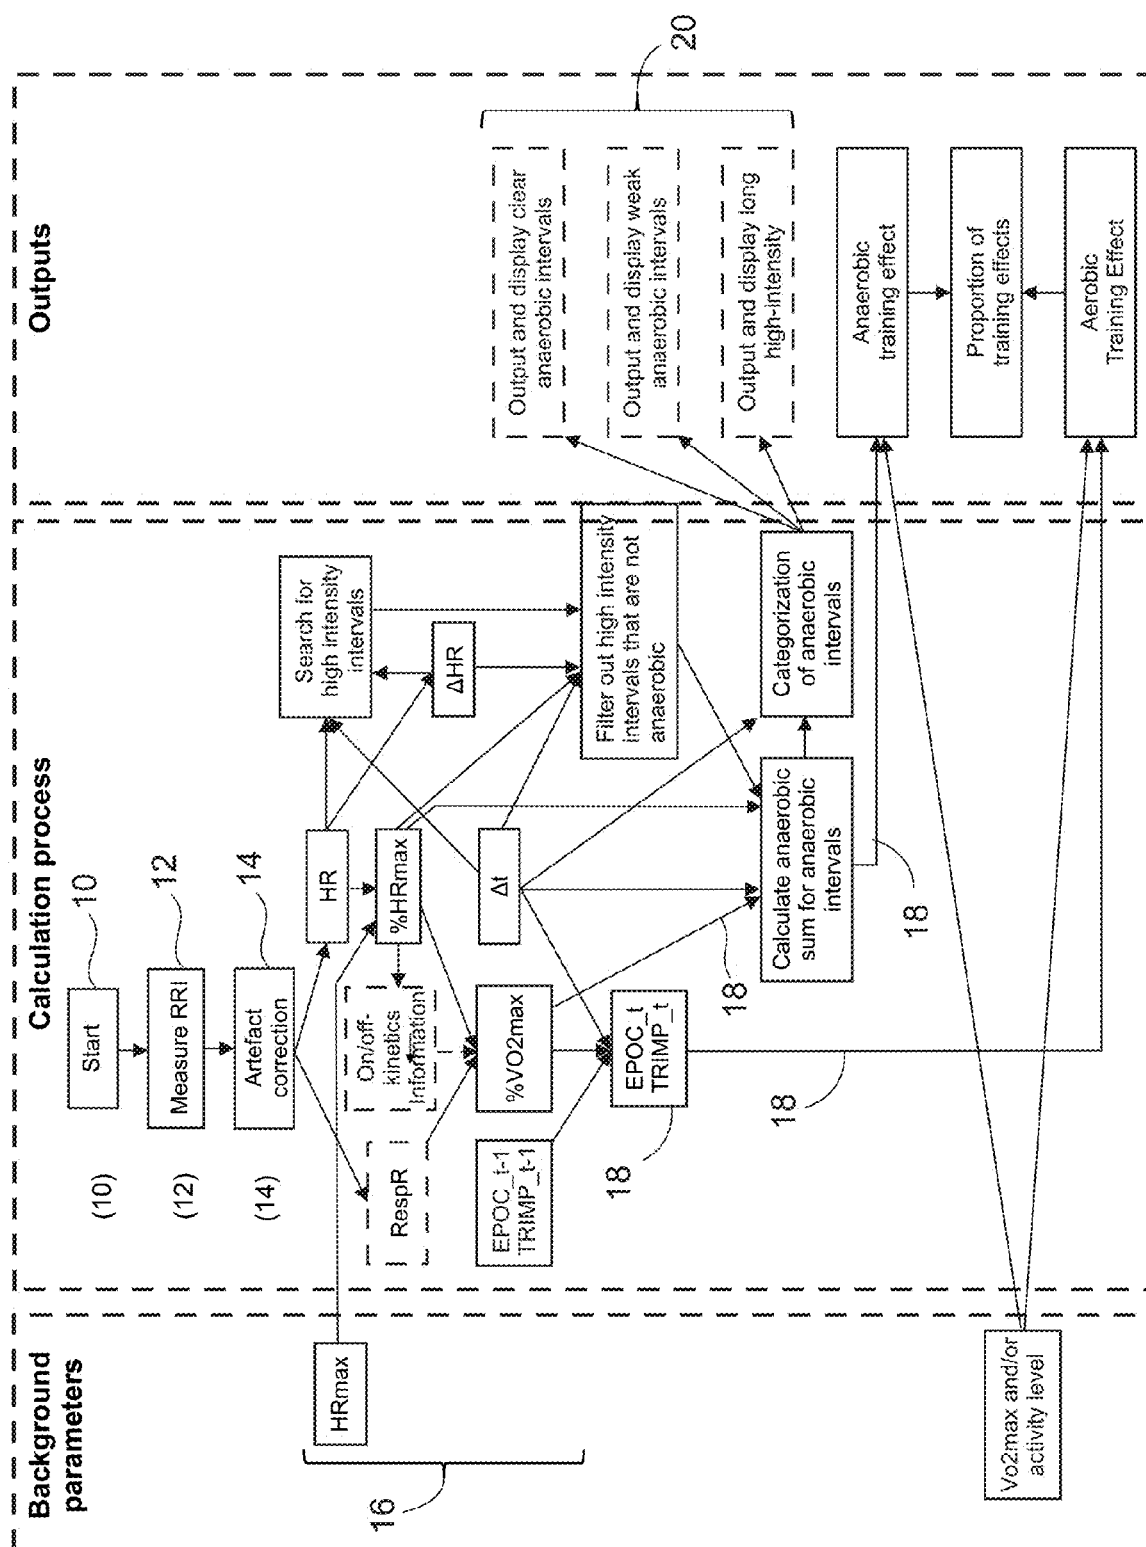 Background
parameters
HRmax
16
Vo2max and/or
activity level
Calculation process
(10)
Start
10
(12)
Measure RRI
12
(14)
Artefact
correction
14
HR
Search for
high intensity
intervals
RespR
On/off-
kinetics
Information
%HRmax
ΔHR
EPOC_t-1
TRIMP_t-1
%VO2max
Δt
Filter out high intensity
intervals that are not
anaerobic
18
EPOC_t
TRIMP_t
18
Calculate anaerobic
sum for anaerobic
intervals
Categorization
of anaerobic
intervals
18
18
Outputs
Output and display clear
anaerobic intervals
Output and display weak
anaerobic intervals
Output and display long
high-intensity
20
Anaerobic
training effect
Proportion of
training effects
Aerobic
Training Effect